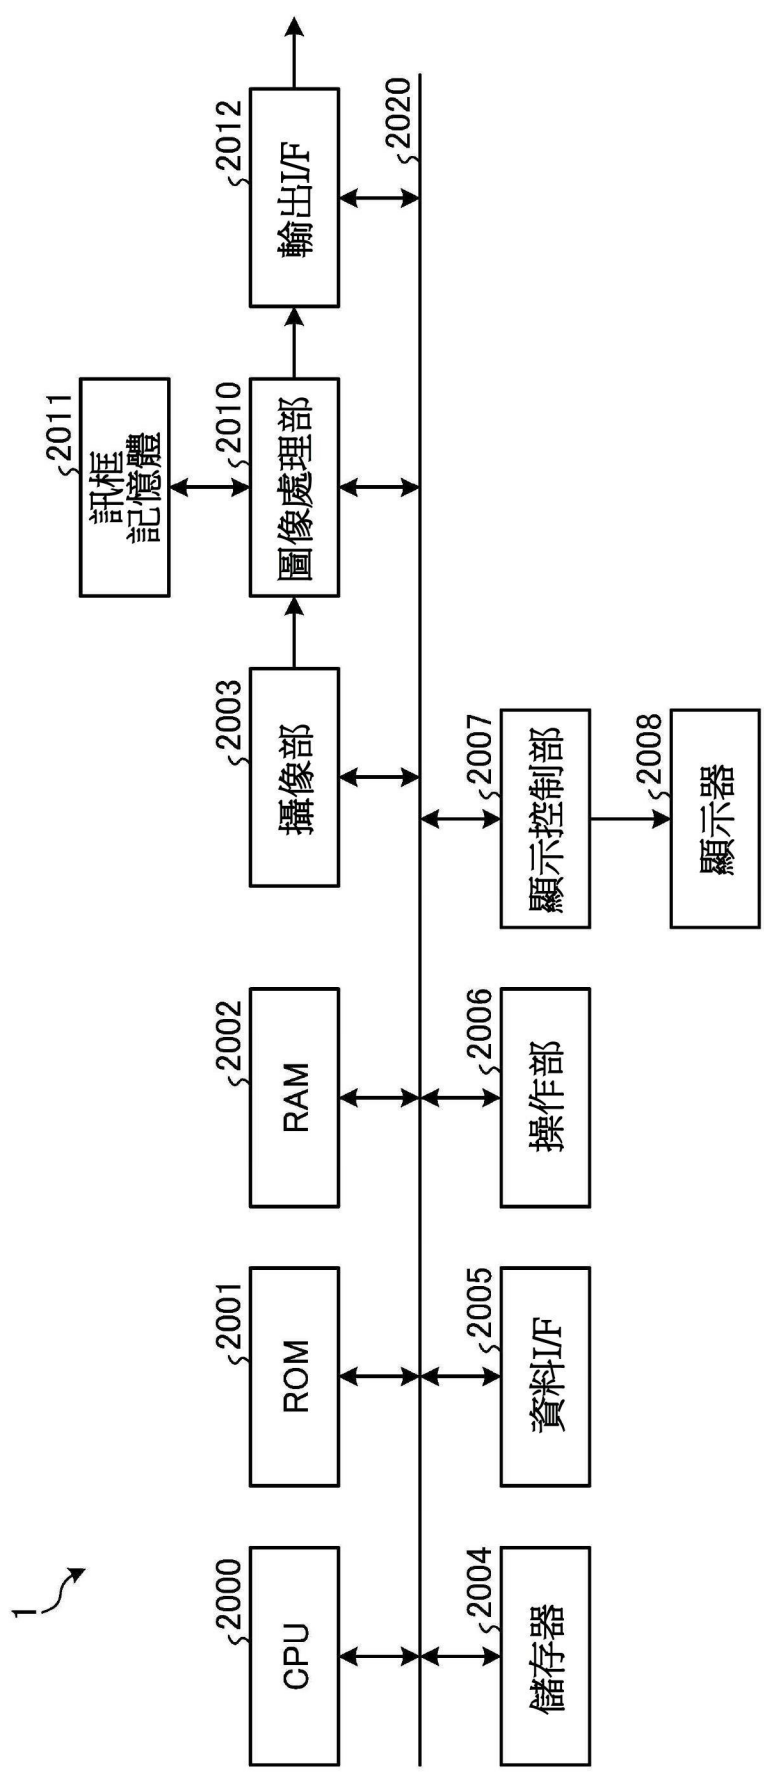 1
2011
訊框
記憶體
2000
CPU
2001
ROM
2002
RAM
2003
攝像部
2010
圖像處理部
2012
輸出I/F
2020
2004
儲存器
2005
資料I/F
2006
操作部
2007
顯示控制部
2008
顯示器